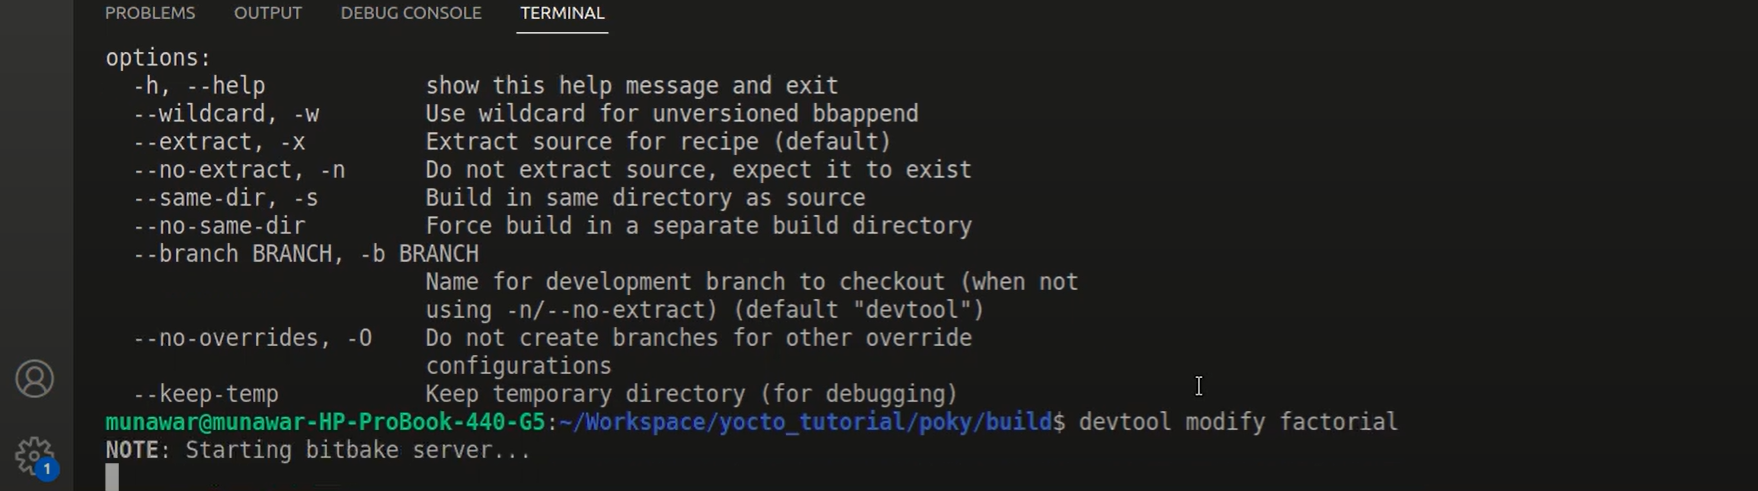 PROBLEMS OUTPUT DEBUG CONSOLE TERMINAL
options:
-h, --help show this help message and exit
--wildcard, -w Use wildcard for unversioned bbappend
--extract, -x Extract source for recipe (default)
--no-extract, -n Do not extract source, expect it to exist
--same-dir, -s Build in same directory as source
--no-same-dir Force build in a separate build directory
--branch BRANCH, -b BRANCH
Name for development branch to checkout (when not
using -n/--no-extract) (default "devtool")
--no-overrides, -O Do not create branches for other override
configurations
--keep-temp Keep temporary directory (for debugging)
munawar@munawar-HP-ProBook-440-G5:~/Workspace/yocto_tutorial/poky/build$ devtool modify factorial
NOTE: Starting bitbake server...
1